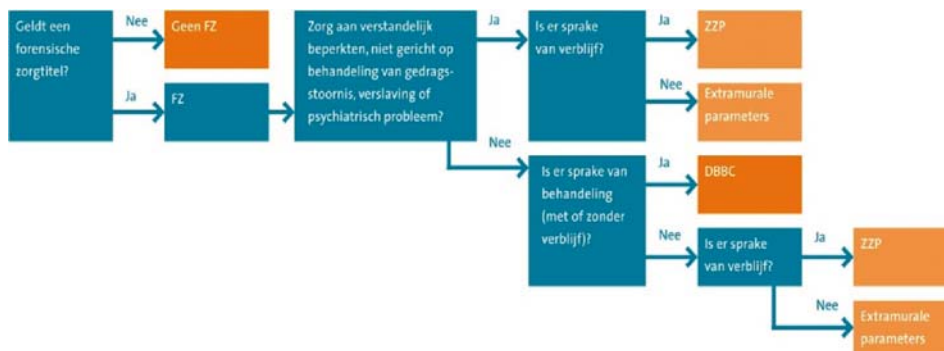 Geldt een
forensische
zorgtitel?
Nee
Geen FZ
Ja
FZ
Zorg aan verstandelijk
beperkten, niet gericht op
behandeling van gedrags-
stoornis, verslaving of
psychiatrisch probleem?
Ja
Is er sprake
van verblijf?
Ja
ZZP
Nee
Extramurale
parameters
Nee
Is er sprake van
behandeling
(met of zonder
verblijf)?
Ja
DBBC
Nee
Is er sprake
van verblijf?
Ja
ZZP
Nee
Extramurale
parameters